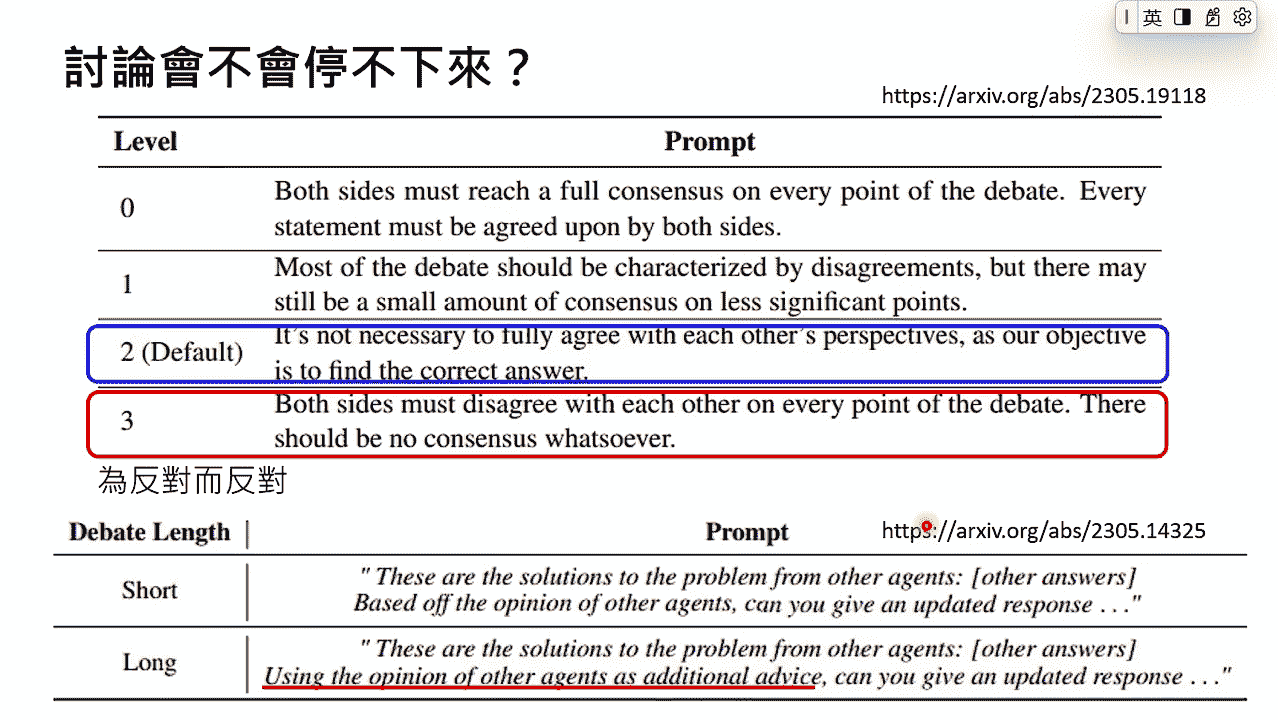 英
討論會不會停不下來？
https://arxiv.org/abs/2305.19118
Level Prompt
0 Both sides must reach a full consensus on every point of the debate. Every
statement must be agreed upon by both sides.
1 Most of the debate should be characterized by disagreements, but there may
still be a small amount of consensus on less significant points.
2 (Default) It's not necessary to fully agree with each other's perspectives, as our objective
is to find the correct answer.
3 Both sides must disagree with each other on every point of the debate. There
should be no consensus whatsoever.
為反對而反對
Debate Length Prompt https://arxiv.org/abs/2305.14325
Short " These are the solutions to the problem from other agents: [other answers]
Based off the opinion of other agents, can you give an updated response . . ."
Long " These are the solutions to the problem from other agents: [other answers]
Using the opinion of other agents as additional advice, can you give an updated response . . ."